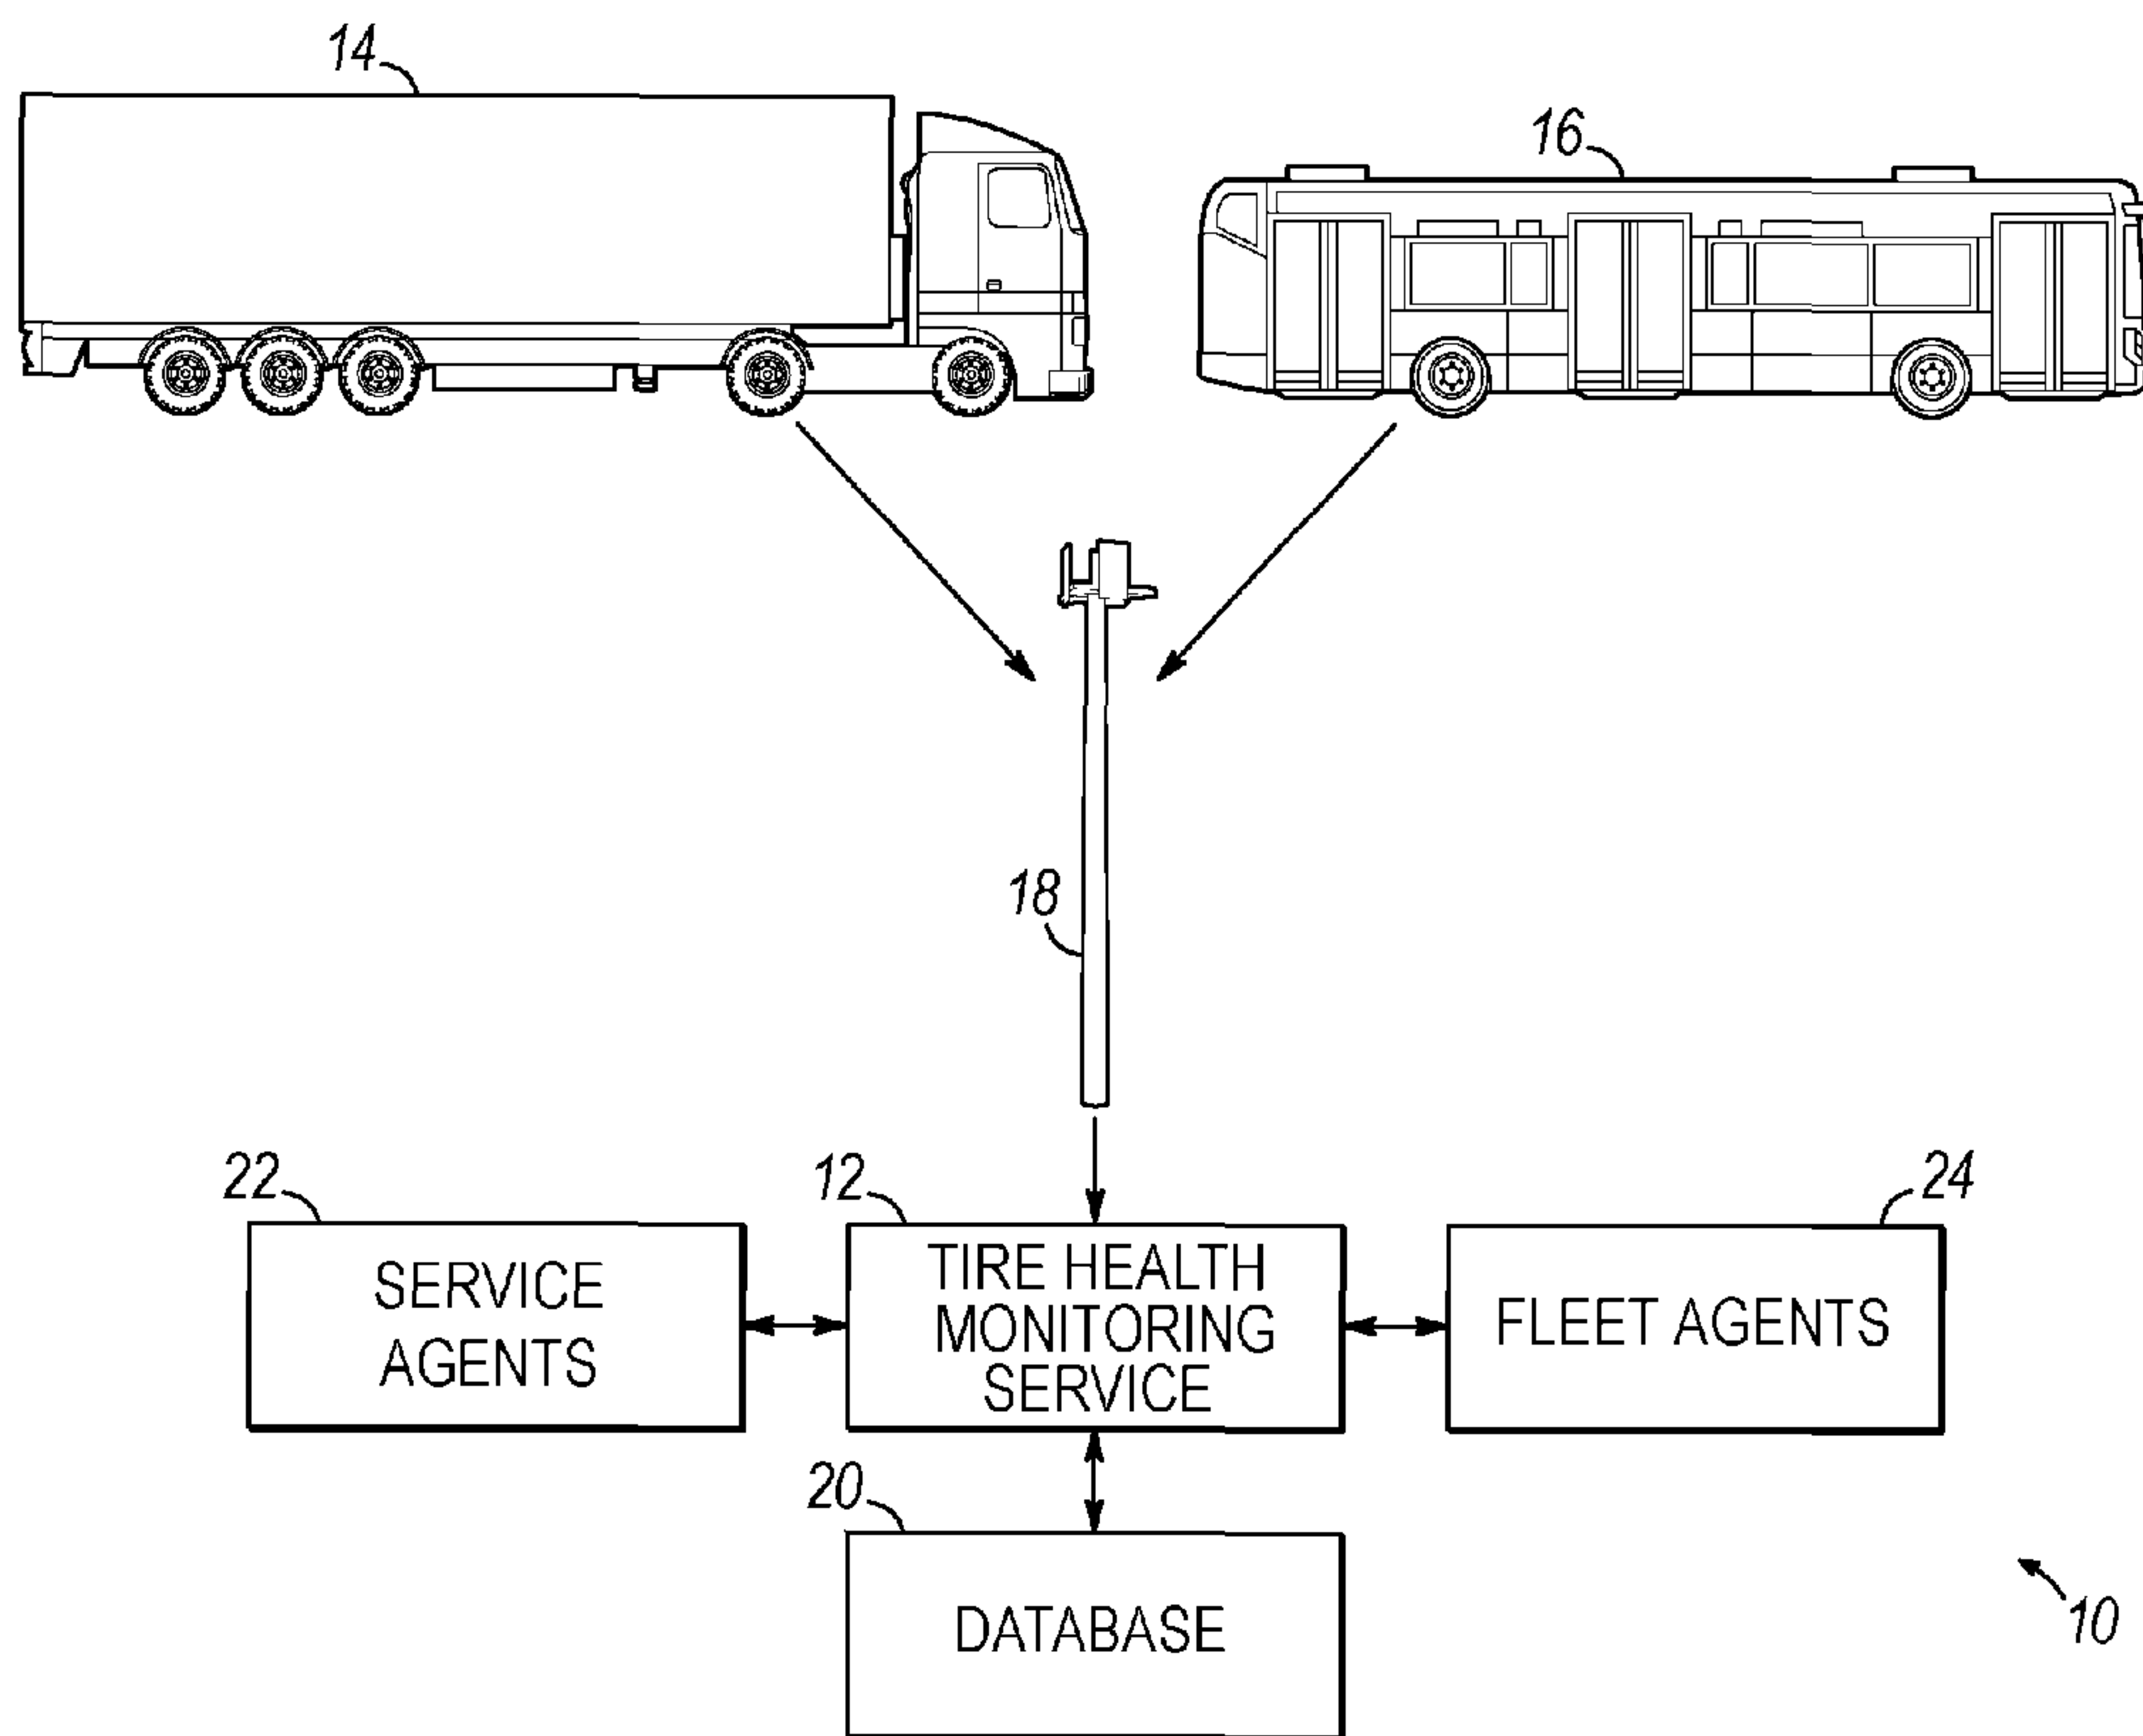 14
16
18
22
12
24
SERVICE
AGENTS
TIRE HEALTH
MONITORING
SERVICE
FLEET AGENTS
20
DATABASE
10